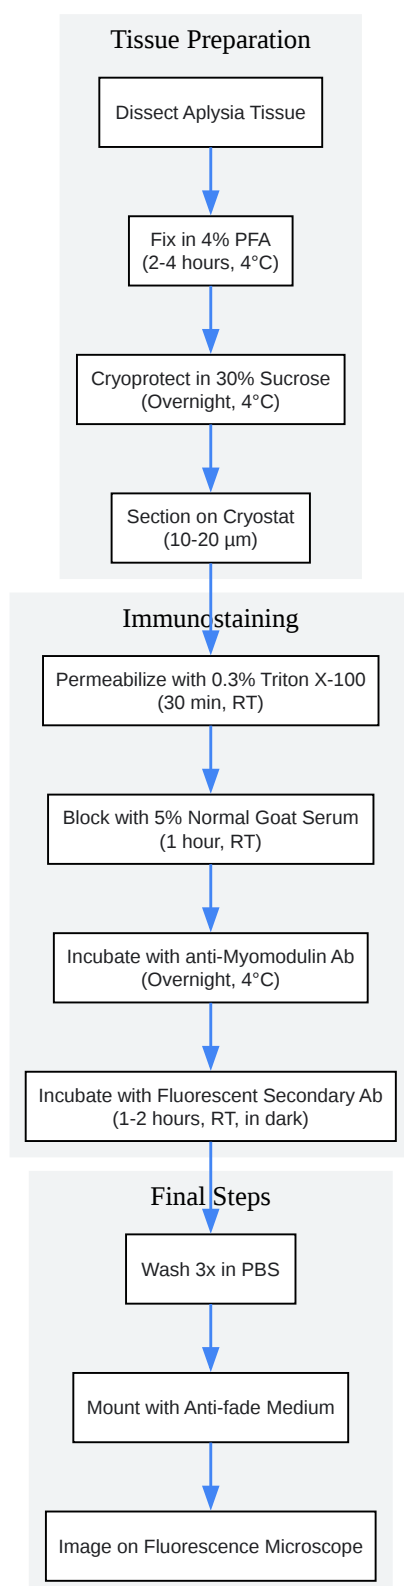 Tissue Preparation
Dissect Aplysia Tissue
Fix in 4% PFA
(2-4 hours, 4°C)
Cryoprotect in 30% Sucrose
(Overnight, 4°C)
Section on Cryostat
(10-20 µm)
Immunostaining
Permeabilize with 0.3% Triton X-100
(30 min, RT)
Block with 5% Normal Goat Serum
(1 hour, RT)
Incubate with anti-Myomodulin Ab
(Overnight, 4°C)
Incubate with Fluorescent Secondary Ab
(1-2 hours, RT, in dark)
Final Steps
Wash 3x in PBS
Mount with Anti-fade Medium
Image on Fluorescence Microscope